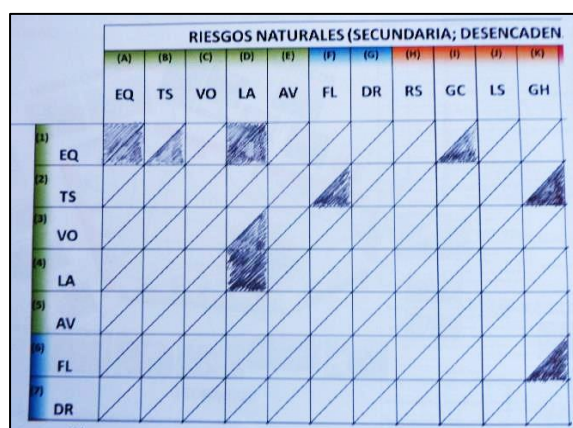 RIESGOS NATURALES (SECUNDARIA; DESENCADEN
(A) (B) (C) (D) (E) (F) (G) (H) (I) (J) (K)
EQ TS VO LA AV FL DR RS GC LS GH
(1) EQ
(2) TS
(3) VO
(4) LA
(5) AV
(6) FL
(7) DR